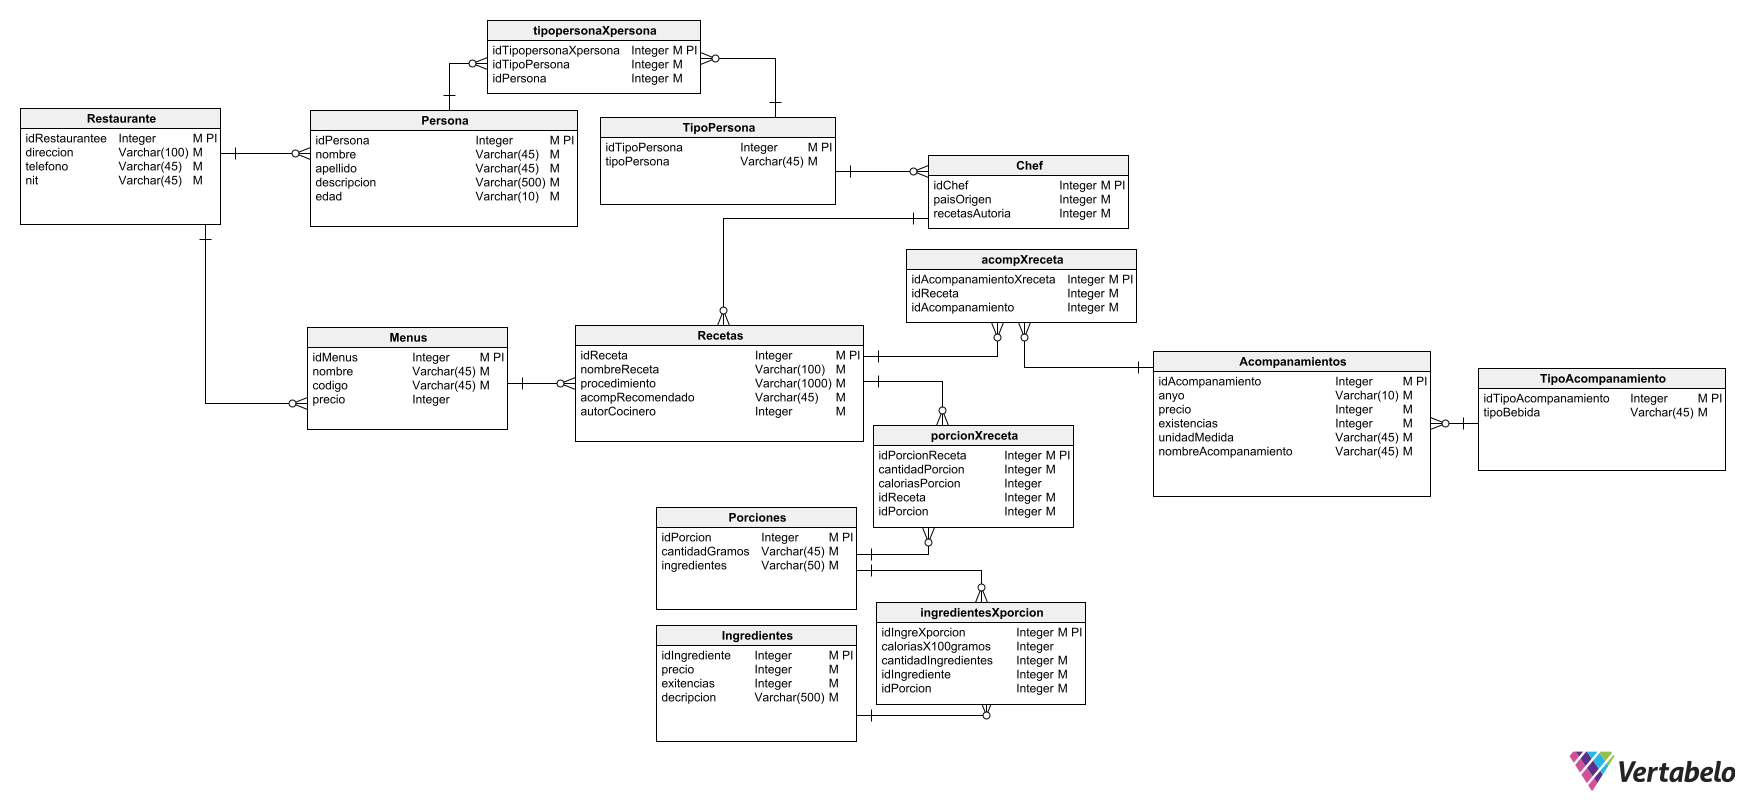 tipopersonaXpersona
idTipopersonaXpersona Integer M PI
idTipoPersona Integer M
idPersona Integer M
Restaurante
idRestaurantee Integer M PI
direccion Varchar(100) M
telefono Varchar(45) M
nit Varchar(45) M
Persona
idPersona Integer M PI
nombre Varchar(45) M
apellido Varchar(45) M
descripcion Varchar(500) M
edad Varchar(10) M
TipoPersona
idTipoPersona Integer M PI
tipoPersona Varchar(45) M
Chef
idChef Integer M PI
paisOrigen Integer M
recetasAutoria Integer M
acompXreceta
idAcompanamientoXreceta Integer M PI
idReceta Integer M
idAcompanamiento Integer M
Menus
idMenus Integer M PI
nombre Varchar(45) M
codigo Varchar(45) M
precio Integer
Recetas
idReceta Integer M PI
nombreReceta Varchar(100) M
procedimiento Varchar(1000) M
acompRecomendado Varchar(45) M
autorCocinero Integer M
Acompanamientos
idAcompanamiento Integer M PI
anyo Varchar(10) M
precio Integer M
existencias Integer M
unidadMedida Varchar(45) M
nombreAcompanamiento Varchar(45) M
TipoAcompanamiento
idTipoAcompanamiento Integer M PI
tipoBebida Varchar(45) M
porcionXreceta
idPorcionReceta Integer M PI
cantidadPorcion Integer M
caloriasPorcion Integer
idReceta Integer M
idPorcion Integer M
Porciones
idPorcion Integer M PI
cantidadGramos Varchar(45) M
ingredientes Varchar(50) M
ingredientesXporcion
idIngreXporcion Integer M PI
caloriasX100gramos Integer
cantidadIngredientes Integer M
idIngrediente Integer M
idPorcion Integer M
Ingredientes
idIngrediente Integer M PI
precio Integer M
exitencias Integer M
decripcion Varchar(500) M
Vertabelo